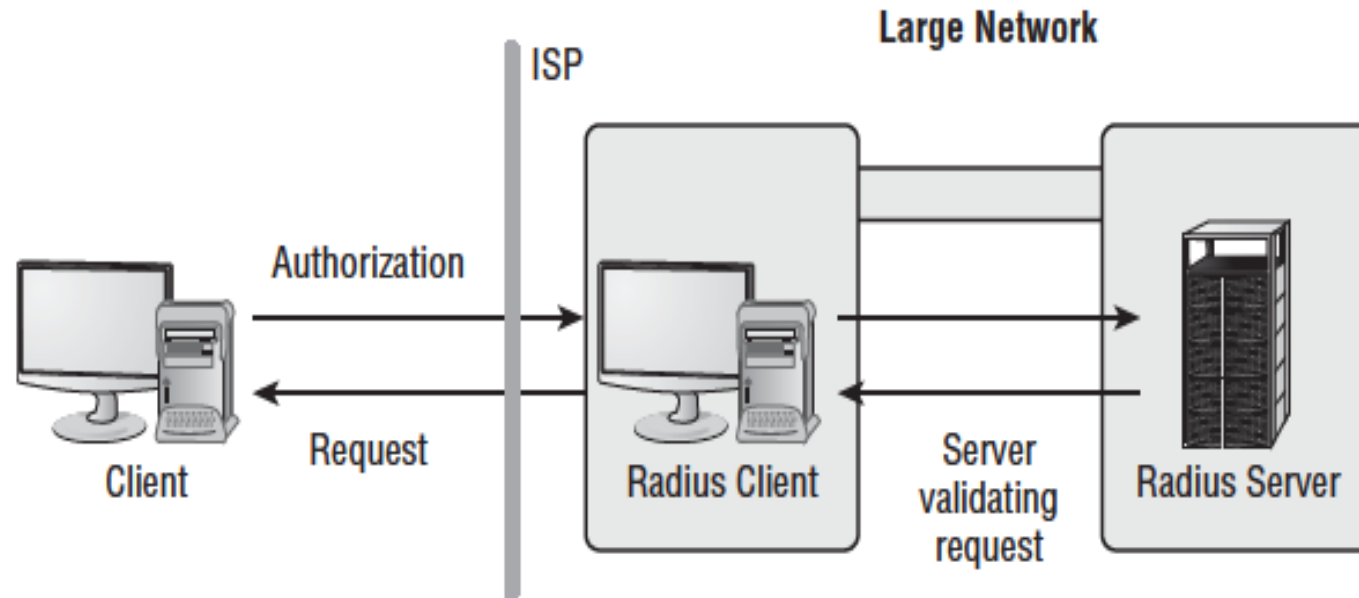 Large Network
ISP
Authorization
Request
Client
Radius Client
Server
validating
request
Radius Server